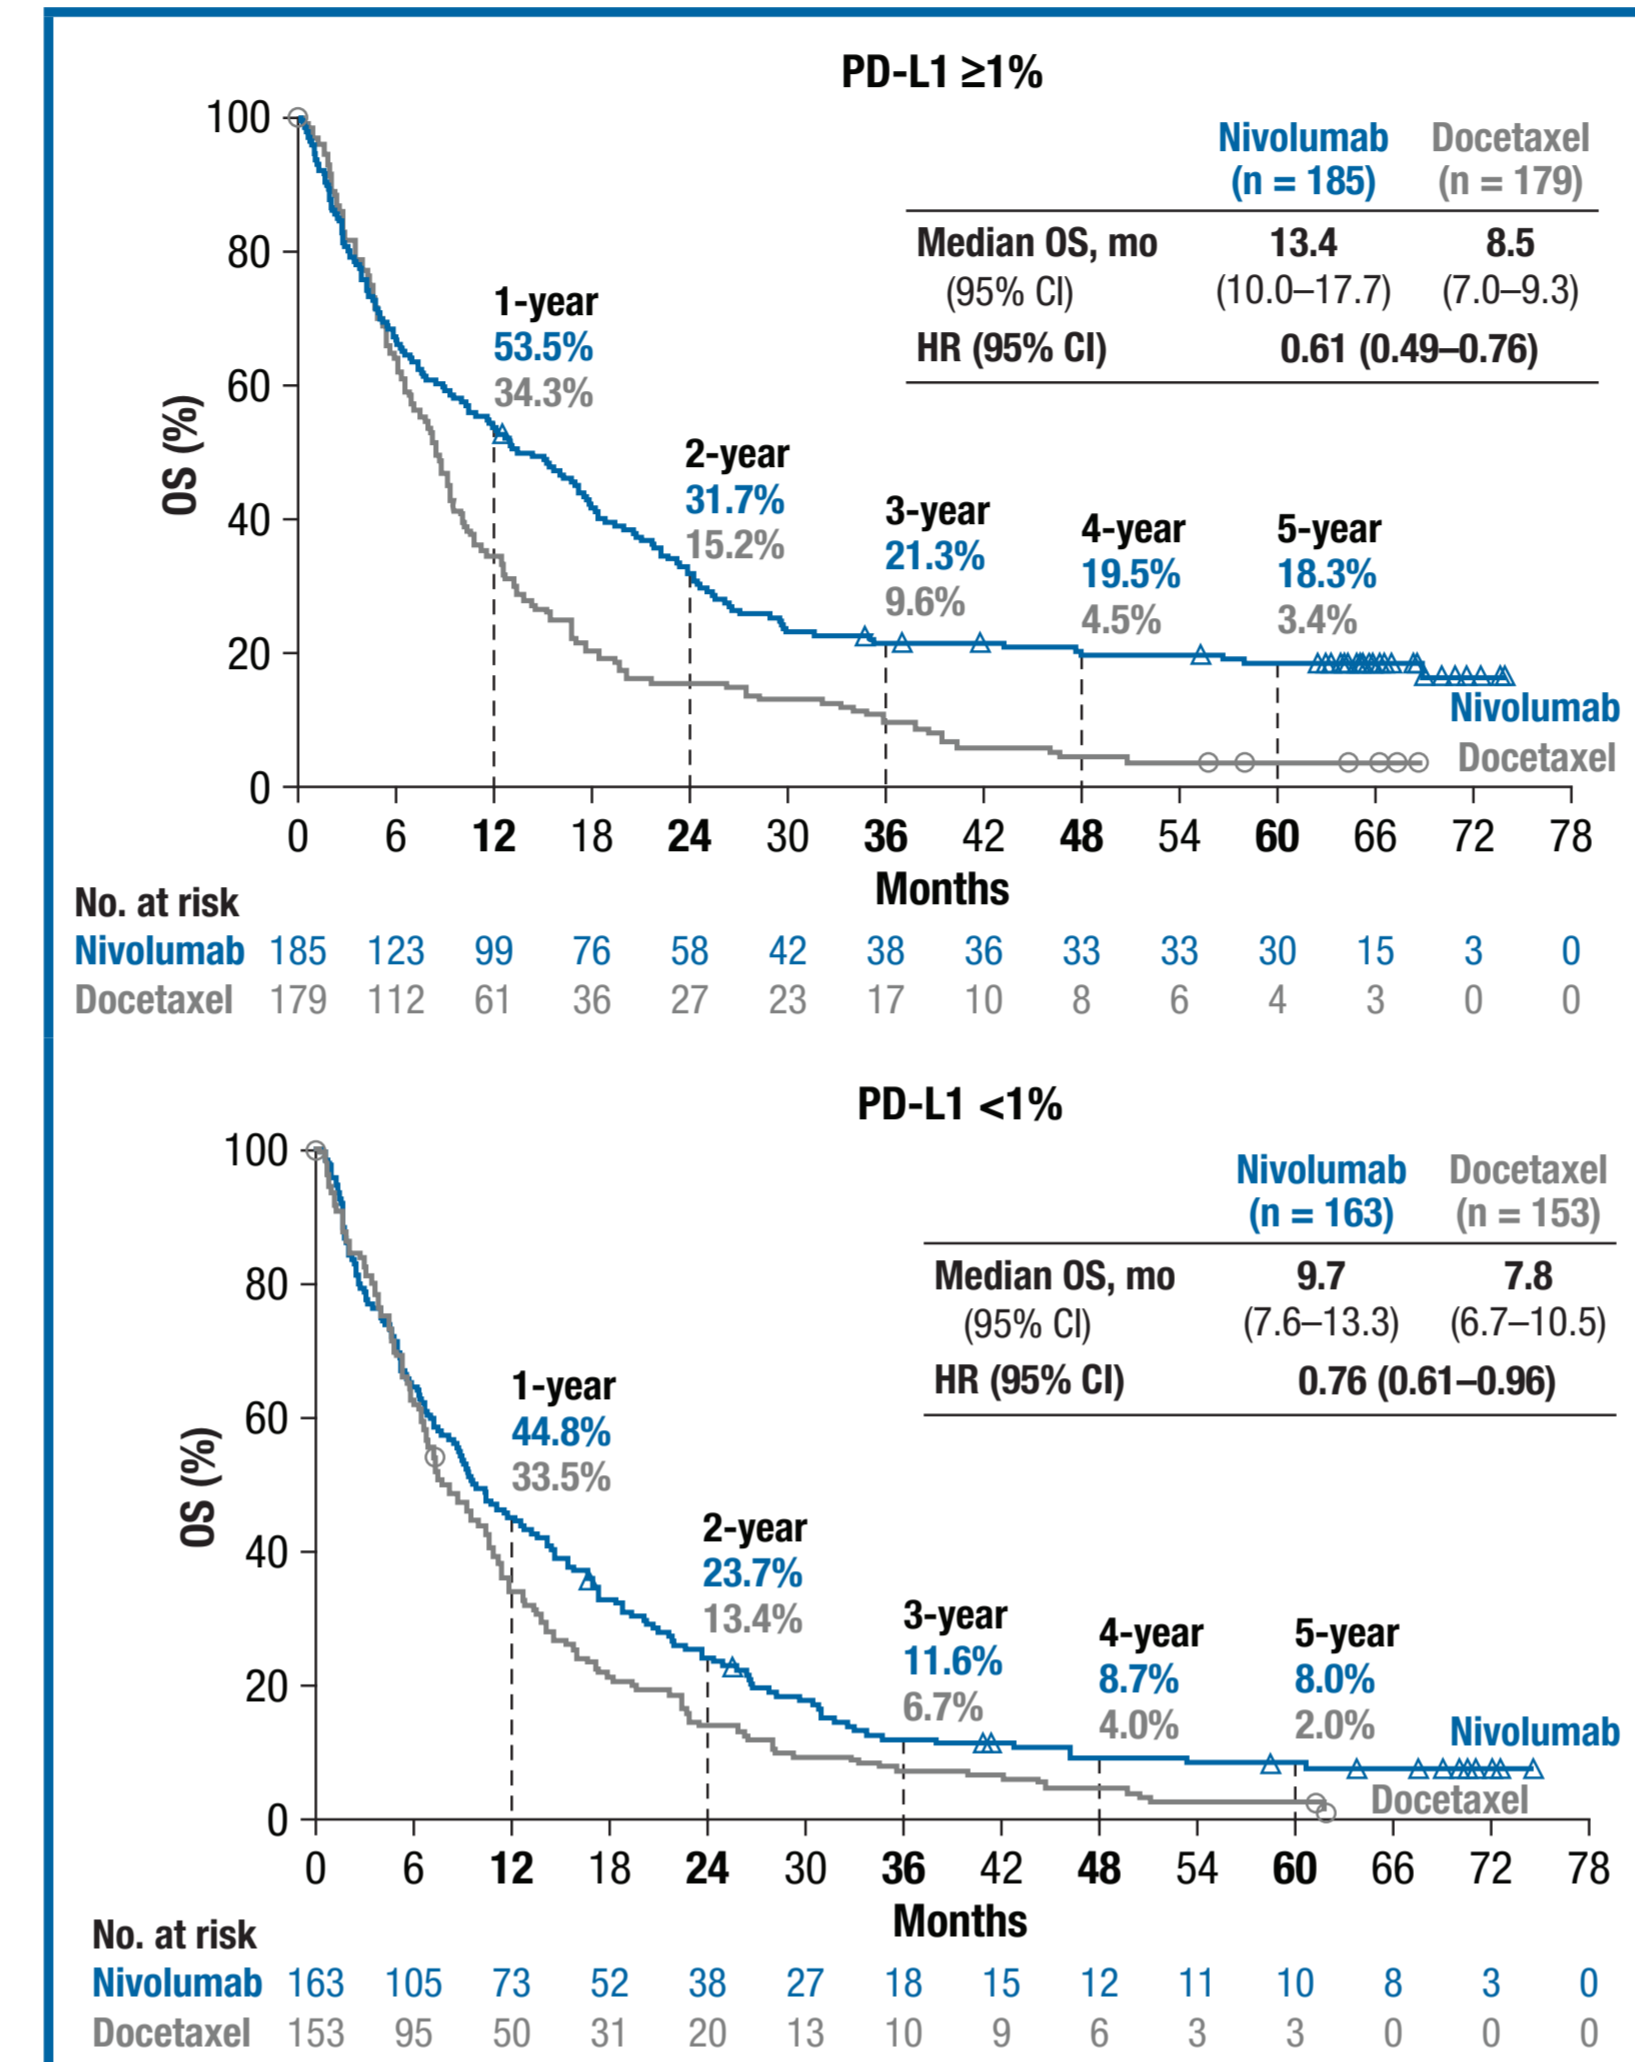 PD-L1 ≥1%
Nivolumab Docetaxel
(n = 185) (n = 179)
Median OS, mo 13.4 8.5
(95% CI) (10.0–17.7) (7.0–9.3)
HR (95% CI) 0.61 (0.49–0.76)
OS (%)
100
80
60
40
20
0
1-year
53.5%
34.3%
2-year
31.7%
15.2%
3-year
21.3%
9.6%
4-year
19.5%
4.5%
5-year
18.3%
3.4%
Nivolumab
Docetaxel
0 6 12 18 24 30 36 42 48 54 60 66 72 78
Months
No. at risk
Nivolumab 185 123 99 76 58 42 38 36 33 33 30 15 3 0
Docetaxel 179 112 61 36 27 23 17 10 8 6 4 3 0 0
PD-L1 <1%
Nivolumab Docetaxel
(n = 163) (n = 153)
Median OS, mo 9.7 7.8
(95% CI) (7.6–13.3) (6.7–10.5)
HR (95% CI) 0.76 (0.61–0.96)
OS (%)
100
80
60
40
20
0
1-year
44.8%
33.5%
2-year
23.7%
13.4%
3-year
11.6%
6.7%
4-year
8.7%
4.0%
5-year
8.0%
2.0%
Nivolumab
Docetaxel
0 6 12 18 24 30 36 42 48 54 60 66 72 78
Months
No. at risk
Nivolumab 163 105 73 52 38 27 18 15 12 11 10 8 3 0
Docetaxel 153 95 50 31 20 13 10 9 6 3 3 0 0 0